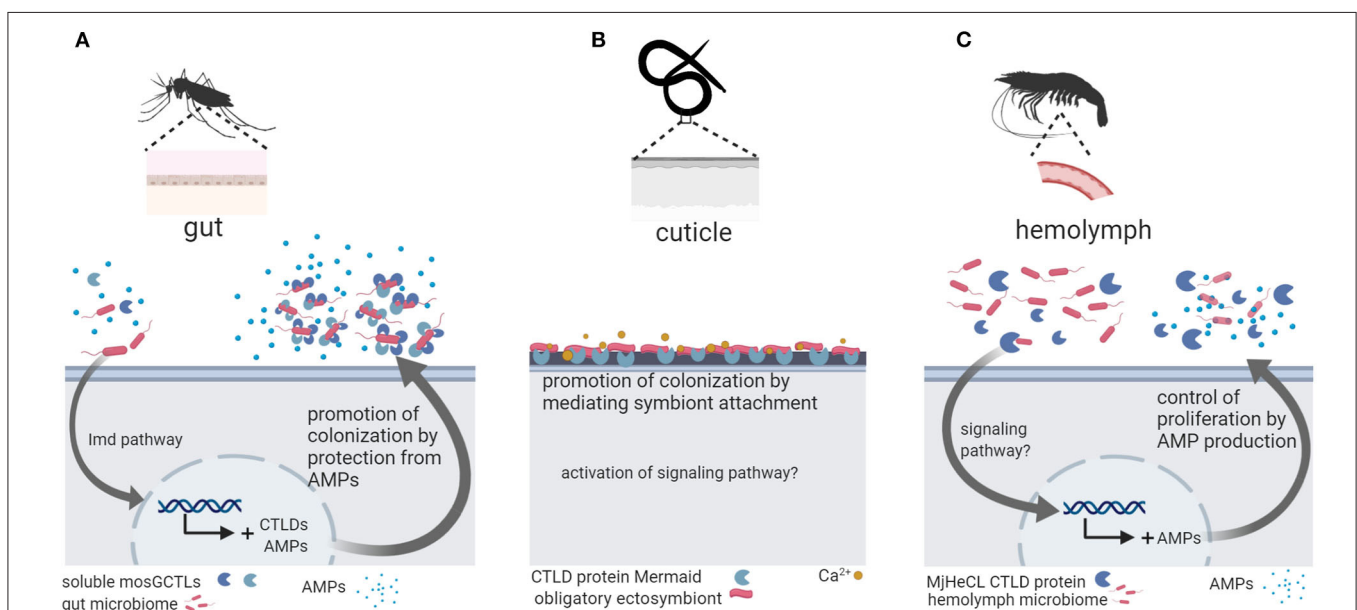 A
B
C
gut
cuticle
hemolymph
Imd pathway
promotion of
colonization by
protection from
AMPs
+ CTLDs
AMPs
promotion of colonization by
mediating symbiont attachment
activation of signaling pathway?
signaling
pathway?
control of
proliferation by
AMP production
+ AMPs
soluble mosGCTLs
gut microbiome
AMPs
CTLD protein Mermaid
obligatory ectosymbiont
Ca²⁺
MjHeCL CTLD protein
hemolymph microbiome
AMPs